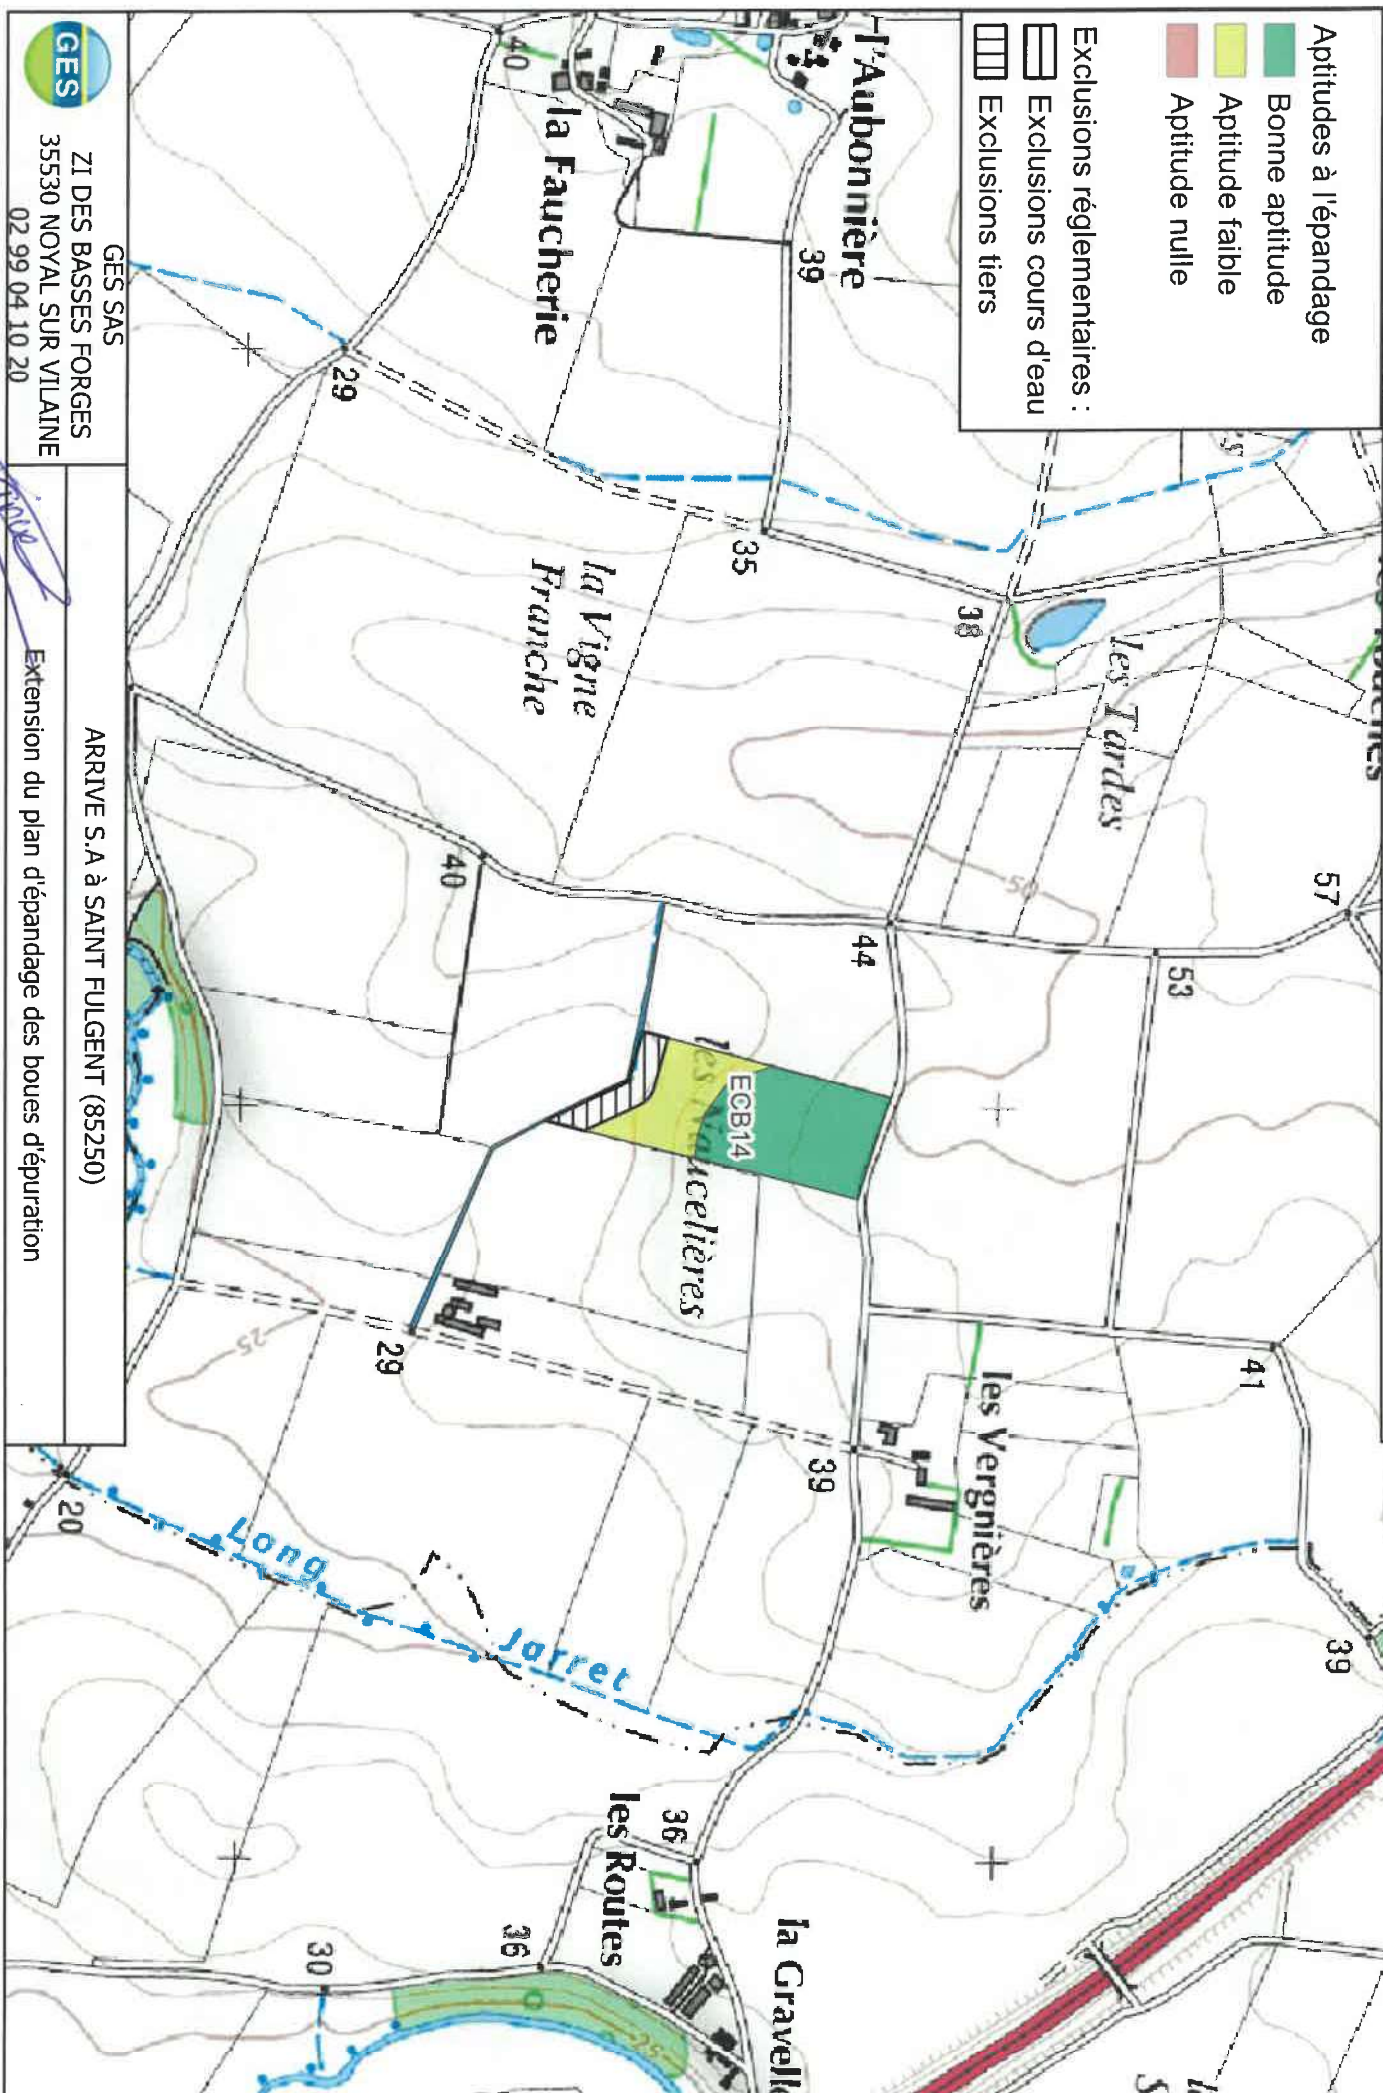 Aptitudes à l'épandage
Bonne aptitude
Aptitude faible
Aptitude nulle
Exclusions réglementaires :
Exclusions cours d'eau
Exclusions tiers
l'Aubonnière
39
la Faucherie
40
29
35
38
les Tardes
la Vigne
Franche
50
57
53
44
40
ECB14
les Naucelières
les Vergnières
41
39
39
29
25
20
Long
Jarret
36
les Routes
36
30
25
la Gravelle
GES
GES SAS
ZI DES BASSES FORGES
35530 NOYAL SUR VILAINE
02 99 04 10 20
ARRIVE S.A à SAINT FULGENT (85250)
Extension du plan d'épandage des boues d'épuration